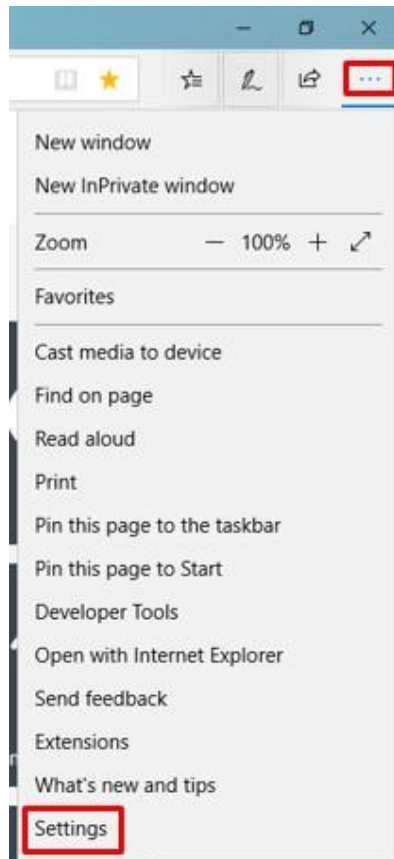 New window
New InPrivate window
Zoom — 100% +
Favorites
Cast media to device
Find on page
Read aloud
Print
Pin this page to the taskbar
Pin this page to Start
Developer Tools
Open with Internet Explorer
Send feedback
Extensions
What's new and tips
Settings